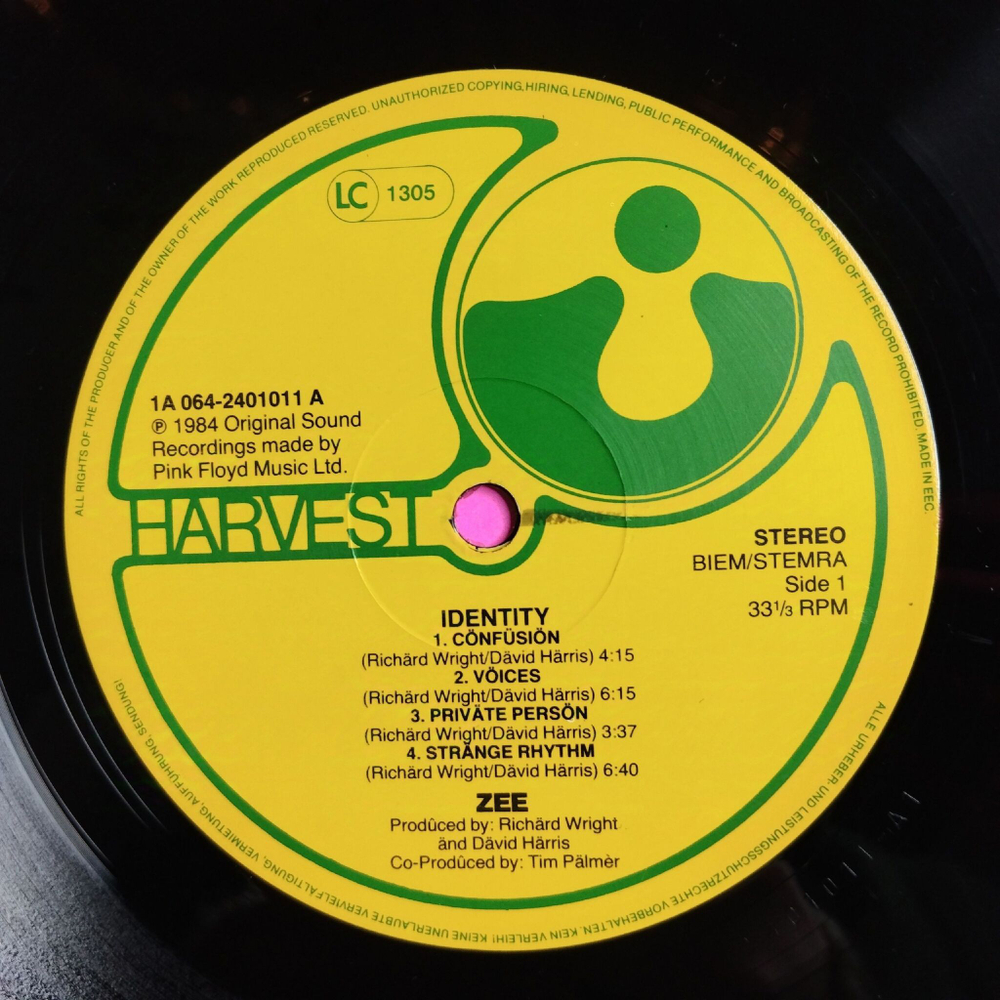 ALL RIGHTS OF THE PRODUCER AND OF THE OWNER OF THE WORK REPRODUCED RESERVED. UNAUTHORIZED COPYING, HIRING, LENDING, PUBLIC PERFORMANCE AND BROADCASTING OF THE RECORD PROHIBITED. MADE IN EEC.
LC 1305
1A 064-2401011 A
℗ 1984 Original Sound
Recordings made by
Pink Floyd Music Ltd.
HARVEST
STEREO
BIEM/STEMRA
Side 1
33⅓ RPM
IDENTITY
1. CÖNFÜSIÖN
(Richärd Wright/Dävid Härris) 4:15
2. VÖICES
(Richärd Wright/Dävid Härris) 6:15
3. PRIVÄTE PERSÖN
(Richärd Wright/Dävid Härris) 3:37
4. STRÄNGE RHYTHM
(Richärd Wright/Dävid Härris) 6:40
ZEE
Prodûced by: Richärd Wright
änd Dävid Härris
Co-Prodûced by: Tim Pälmèr
ALLE URHEBER- UND LEISTUNGSSCHUTZRECHTE VORBEHALTEN. KEIN VERLEIH! KEINE UNERLAUBTE VERVIELFÄLTIGUNG, VERMIETUNG, AUFFÜHRUNG, SENDUNG!